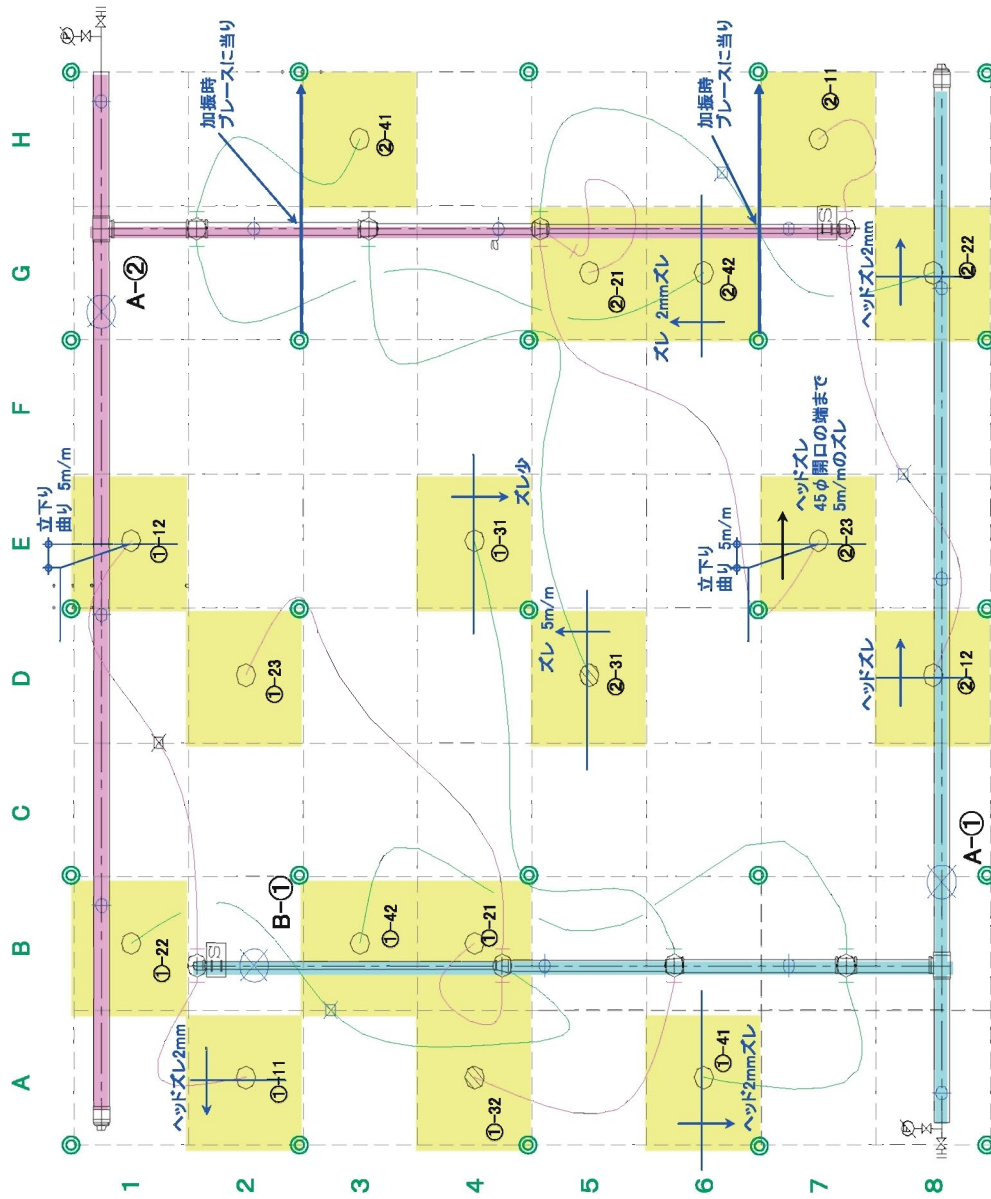 A B C D E F G H
1
2
3
4
5
6
7
8
A-②
A-①
B-①
加振時
ブレースに当り
加振時
ブレースに当り
立下り
曲り 5m/m
①-12
①-22
①-23
ヘッドズレ2mm
①-11
①-42
②-41
①-21
①-32
①-31
ズレ少
ズレ 5m/m
②-31
②-21
ズレ 2mmズレ
②-42
①-41
ヘッド2mmズレ
立下り
曲り 5m/m
ヘッドズレ
45φ開口の端まで
5m/mのズレ
②-23
②-11
ヘッドズレ
②-12
ヘッドズレ2mm
②-22
P
P
a